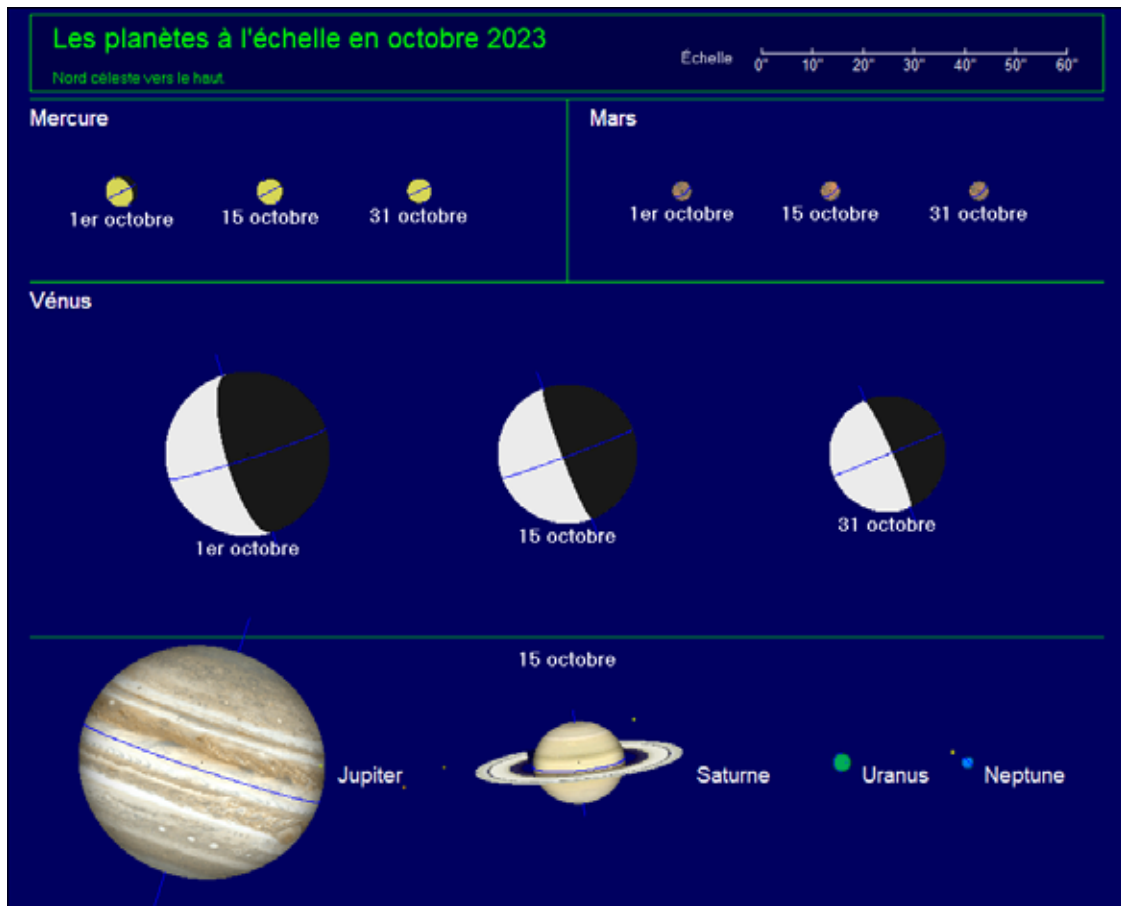 Les planètes à l'échelle en octobre 2023
Nord céleste vers le haut.
Échelle
0" 10" 20" 30" 40" 50" 60"
Mercure
1er octobre 15 octobre 31 octobre
Mars
1er octobre 15 octobre 31 octobre
Vénus
1er octobre 15 octobre 31 octobre
15 octobre
Jupiter Saturne Uranus Neptune